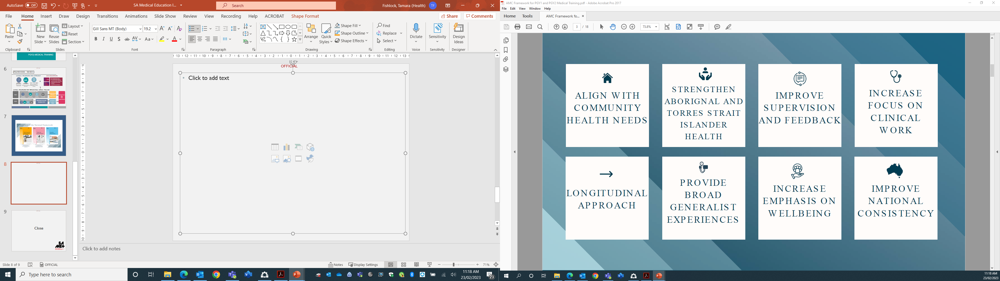 AutoSave Off
SA Medical Education I...
Search
Fishlock, Tamara (Health) TF
File Home Insert Draw Design Transitions Animations Slide Show Review View Recording Help ACROBAT Shape Format
Share Comments
Paste
Clipboard
New Slide
Reuse Slides
Layout
Reset
Section
Slides
Gill Sans MT (Body) 19.2
Font
Paragraph
Arrange
Quick Styles
Shape Fill
Shape Outline
Shape Effects
Drawing
Find
Replace
Select
Editing
Dictate
Voice
Sensitivity
Sensitivity
Design Ideas
Designer
PGY2) MEDICAL TRAINING
6
FRAMEWORK REVIEW
7
Overview of the National Framework
8
9
Close
SA
MET
OFFICIAL
Click to add text
Click to add notes
Slide 8 of 9
OFFICIAL
Notes
Display Settings
71%
Type here to search
11:18 AM
23/02/2023
23
AMC Framework for PGY1 and PGY2 Medical Training.pdf - Adobe Acrobat Pro 2017
File Edit View Window Help
Home Tools AMC Framework fo... ×
3 / 18
73.8%
ALIGN WITH
COMMUNITY
HEALTH NEEDS
STRENGTHEN
ABORIGNAL AND
TORRES STRAIT
ISLANDER
HEALTH
IMPROVE
SUPERVISION
AND FEEDBACK
INCREASE
FOCUS ON
CLINICAL
WORK
LONGITUDINAL
APPROACH
PROVIDE
BROAD
GENERALIST
EXPERIENCES
INCREASE
EMPHASIS ON
WELLBEING
IMPROVE
NATIONAL
CONSISTENCY
11:18 AM
23/02/2023